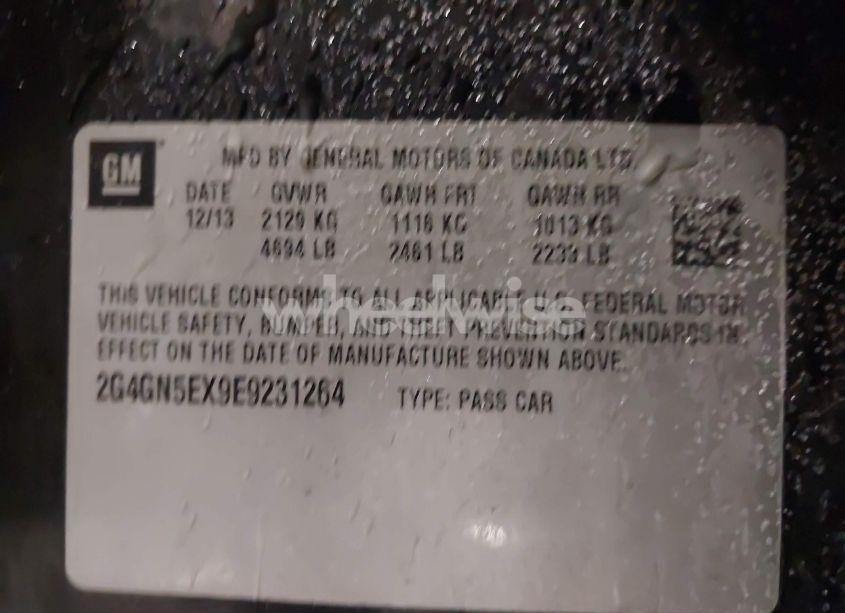 GM
MFD BY GENERAL MOTORS OF CANADA LTD.
DATE GVWR GAWR FRT GAWR RR
12/13 2129 KG 1116 KG 1013 KG
4694 LB 2461 LB 2233 LB
THIS VEHICLE CONFORMS TO ALL APPLICABLE U.S. FEDERAL MOTOR
VEHICLE SAFETY, BUMPER, AND THEFT PREVENTION STANDARDS IN
EFFECT ON THE DATE OF MANUFACTURE SHOWN ABOVE.
2G4GN5EX9E9231264 TYPE: PASS CAR
wheelwise